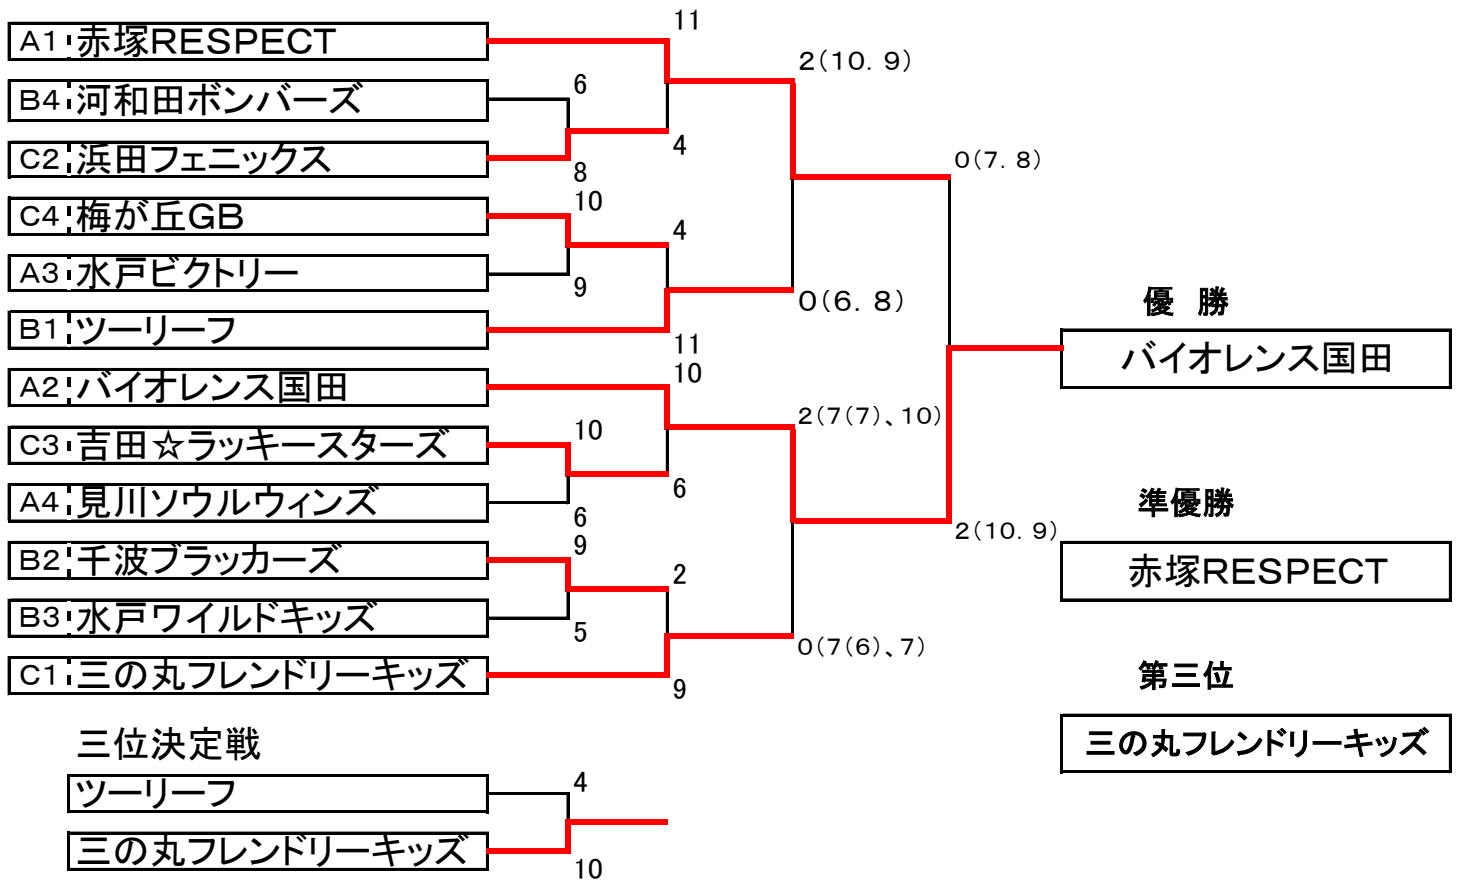 A1 赤塚RESPECT
11
2(10. 9)
B4 河和田ボンバーズ
6
C2 浜田フェニックス
8
4
0(7. 8)
C4 梅が丘GB
10
4
A3 水戸ビクトリー
9
0(6. 8)
B1 ツーリーフ
11
優 勝
バイオレンス国田
A2 バイオレンス国田
10
2(7(7)、10)
C3 吉田☆ラッキースターズ
10
6
A4 見川ソウルウィンズ
6
2(10. 9)
準優勝
赤塚RESPECT
B2 千波ブラッカーズ
9
2
B3 水戸ワイルドキッズ
5
0(7(6)、7)
C1 三の丸フレンドリーキッズ
9
第三位
三の丸フレンドリーキッズ
三位決定戦
ツーリーフ
4
三の丸フレンドリーキッズ
10